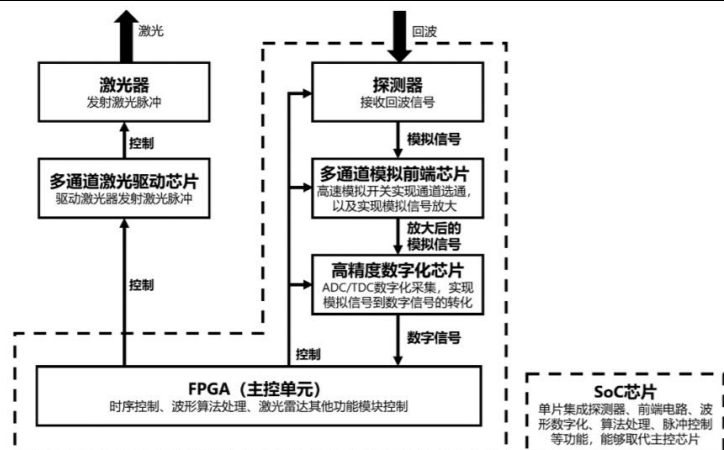 激光
回波
激光器
发射激光脉冲
探测器
接收回波信号
控制
模拟信号
多通道激光驱动芯片
驱动激光器发射激光脉冲
多通道模拟前端芯片
高速模拟开关实现通道选通，
以及实现模拟信号放大
放大后的
模拟信号
高精度数字化芯片
ADC/TDC数字化采集，实现
模拟信号到数字信号的转化
控制
控制
数字信号
FPGA（主控单元）
时序控制、波形算法处理、激光雷达其他功能模块控制
SoC芯片
单片集成探测器、前端电路、波
形数字化、算法处理、脉冲控制
等功能，能够取代主控芯片